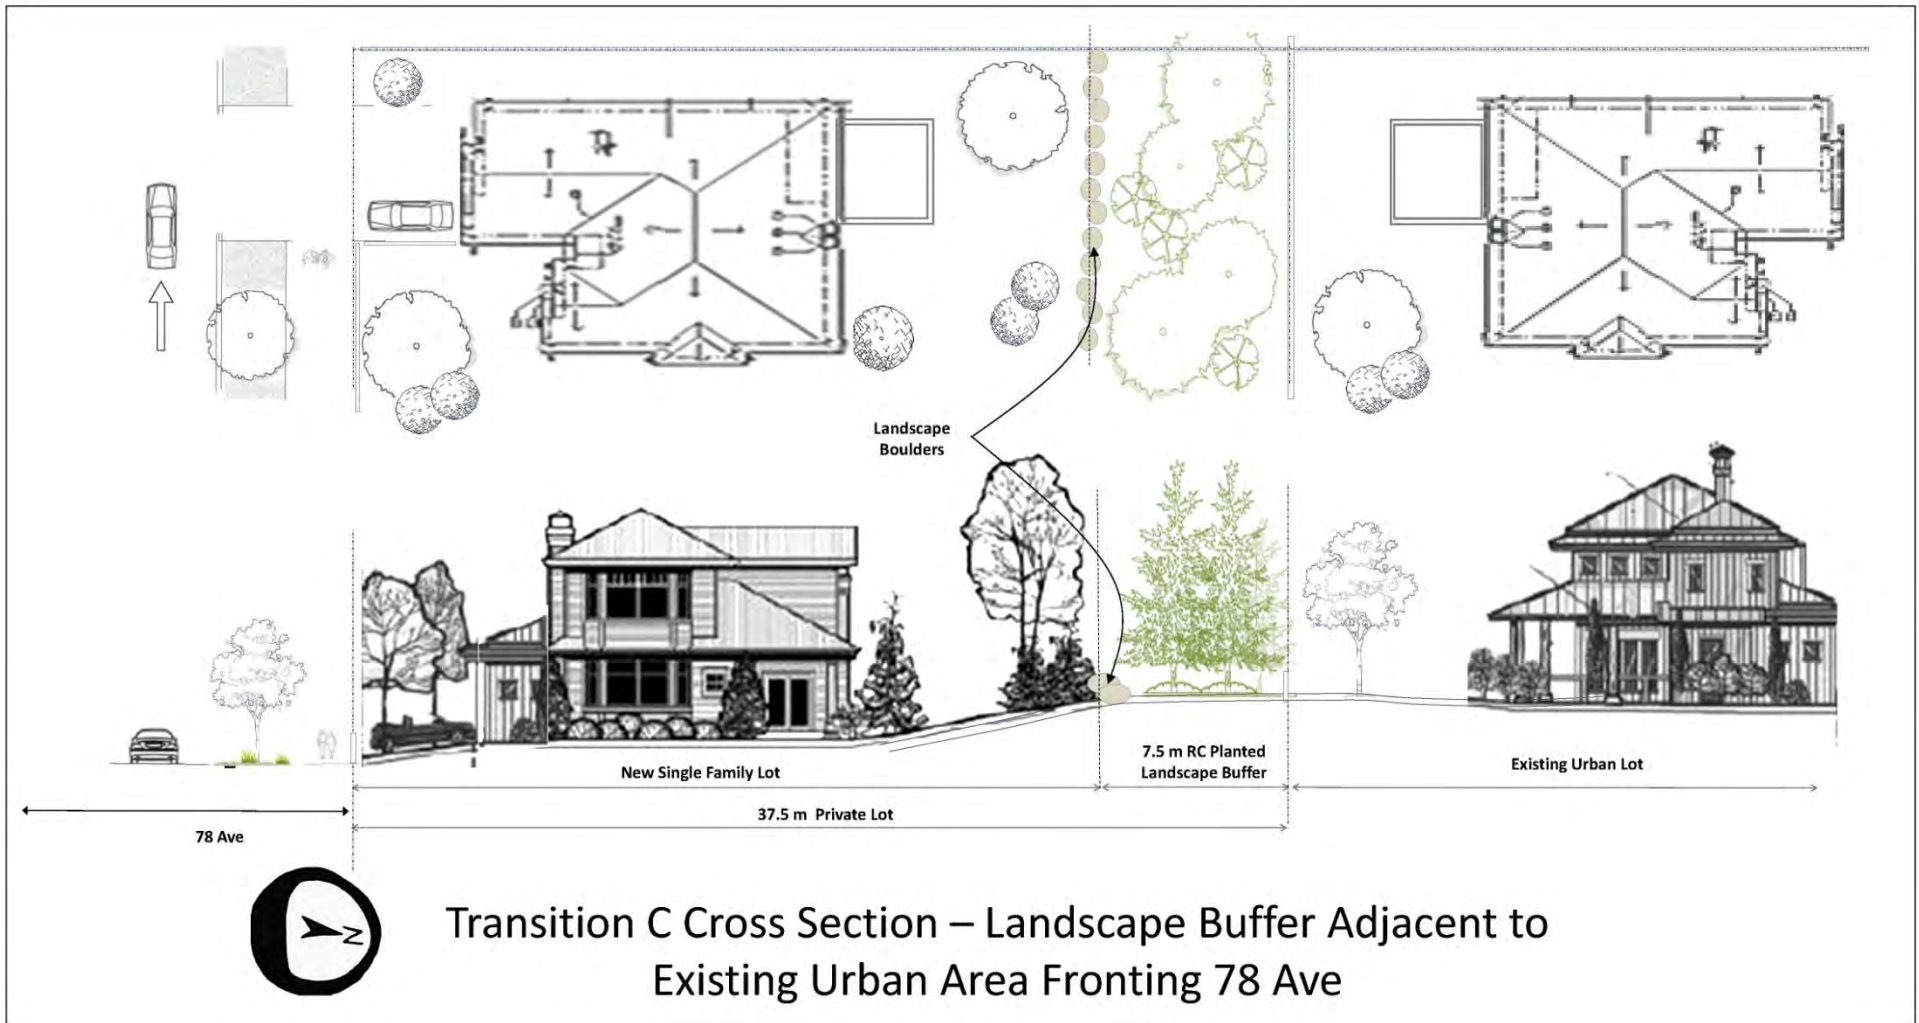 Landscape
Boulders
New Single Family Lot
7.5 m RC Planted
Landscape Buffer
Existing Urban Lot
37.5 m  Private Lot
78 Ave
N
Transition C Cross Section – Landscape Buffer Adjacent to
Existing Urban Area Fronting 78 Ave